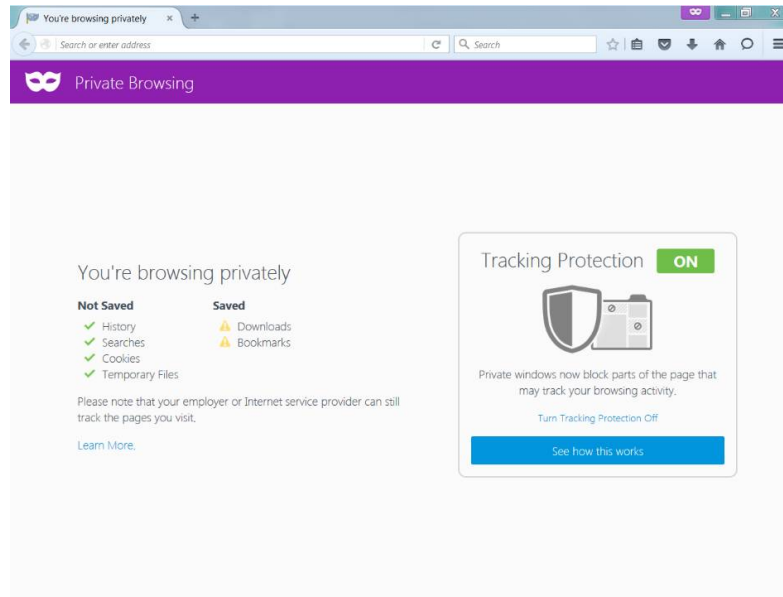 You're browsing privately
Search or enter address
Search
Private Browsing
You're browsing privately
Not Saved
Saved
History
Downloads
Searches
Bookmarks
Cookies
Temporary Files
Please note that your employer or Internet service provider can still
track the pages you visit.
Learn More.
Tracking Protection ON
Private windows now block parts of the page that
may track your browsing activity.
Turn Tracking Protection Off
See how this works